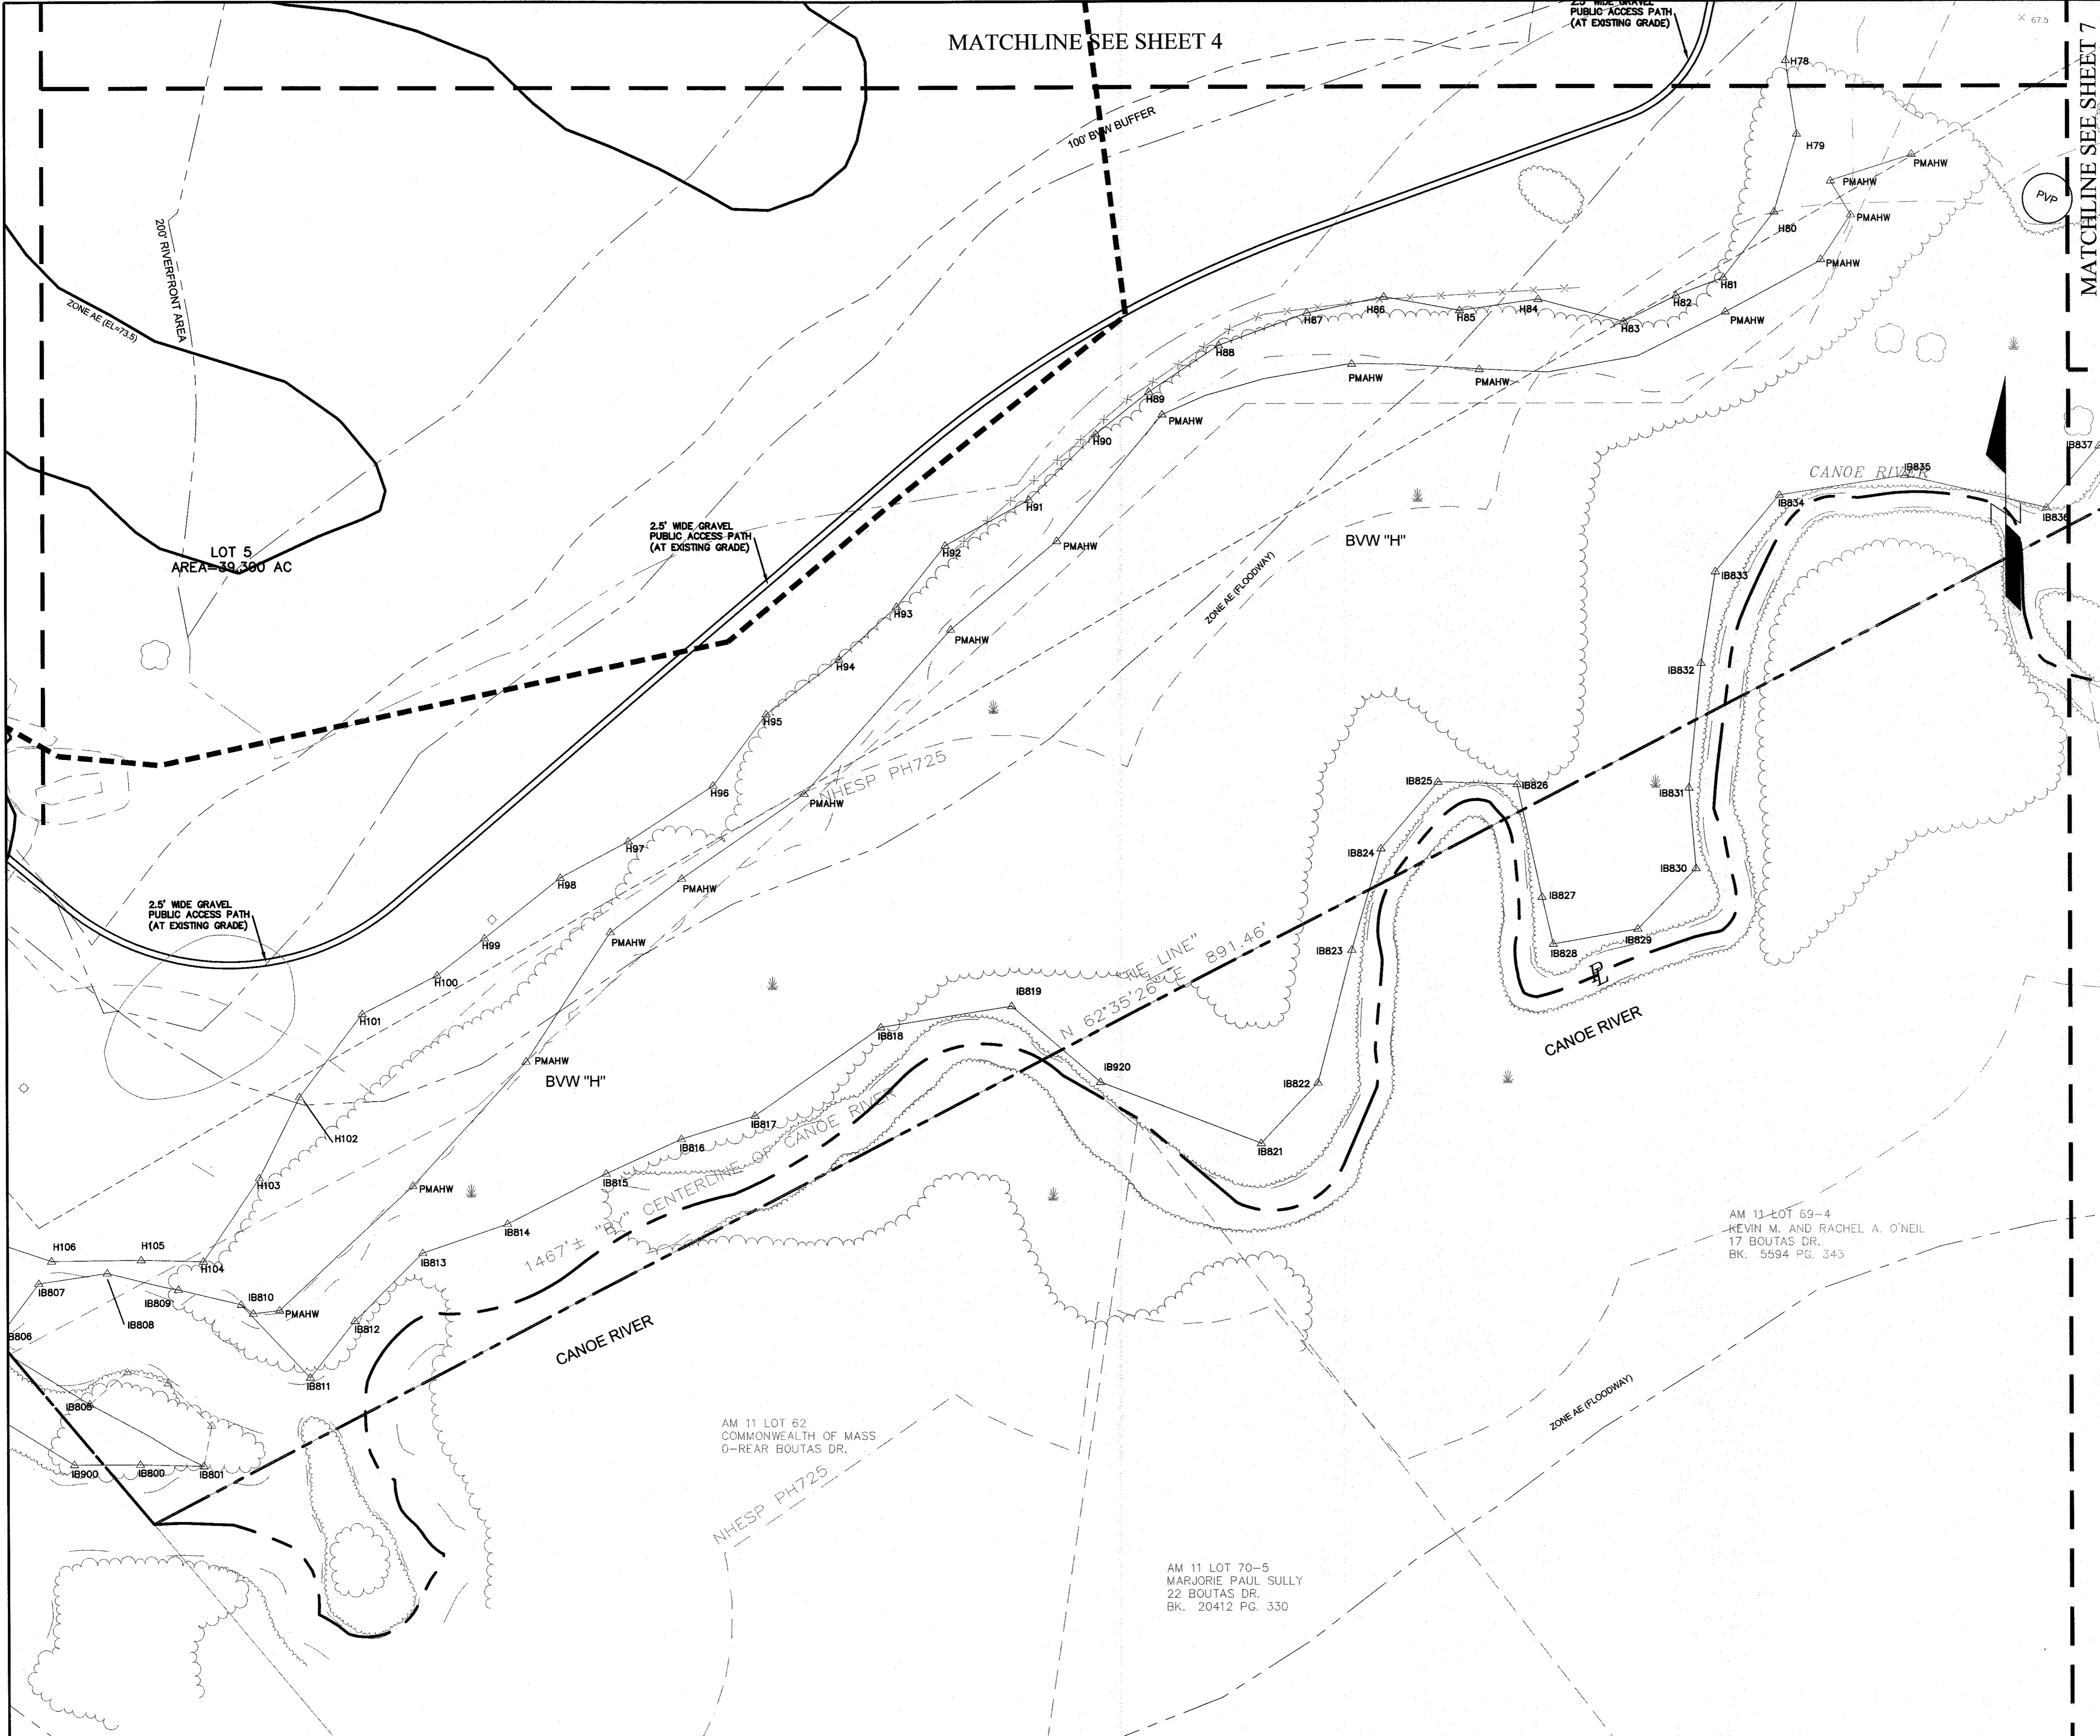 2.5' WIDE GRAVEL
PUBLIC ACCESS PATH
(AT EXISTING GRADE)
67.5
MATCHLINE SEE SHEET 4
MATCHLINE SEE SHEET 7
H78
100' BVW BUFFER
H79
PMAHW
PMAHW
PVP
PMAHW
H80
200' RIVERFRONT AREA
PMAHW
H81
ZONE AE (EL=73.5)
H82
H86
H84
H87
H85
PMAHW
H83
H88
PMAHW
PMAHW
H89
PMAHW
H90
IB837
CANOE RIVER
IB835
IB834
H91
IB836
2.5' WIDE GRAVEL
PUBLIC ACCESS PATH
(AT EXISTING GRADE)
BVW "H"
PMAHW
LOT 5
AREA=39.300 AC
H92
IB833
ZONE AE (FLOODWAY)
H93
PMAHW
H94
IB832
H95
NHESP PH725
IB825
IB826
H96
IB831
PMAHW
H97
IB824
IB830
H98
PMAHW
IB827
2.5' WIDE GRAVEL
PUBLIC ACCESS PATH
(AT EXISTING GRADE)
H99
PMAHW
IB829
"TIE LINE"
N 62°35'26" E 891.46'
IB823
IB828
PL
H100
IB819
H101
CANOE RIVER
IB818
PMAHW
BVW "H"
IB920
IB822
1467'± "BY" CENTERLINE OF CANOE RIVER
IB817
H102
IB816
IB821
H103
IB815
PMAHW
AM 11 LOT 69-4
KEVIN M. AND RACHEL A. O'NEIL
17 BOUTAS DR.
BK. 5594 PG. 343
IB814
H106
H105
H104
IB813
IB807
IB809
IB810
PMAHW
IB808
IB812
B806
CANOE RIVER
IB811
ZONE AE (FLOODWAY)
IB806
AM 11 LOT 62
COMMONWEALTH OF MASS
0-REAR BOUTAS DR.
IB900
IB800
IB801
NHESP PH725
AM 11 LOT 70-5
MARJORIE PAUL SULLY
22 BOUTAS DR.
BK. 20412 PG. 330